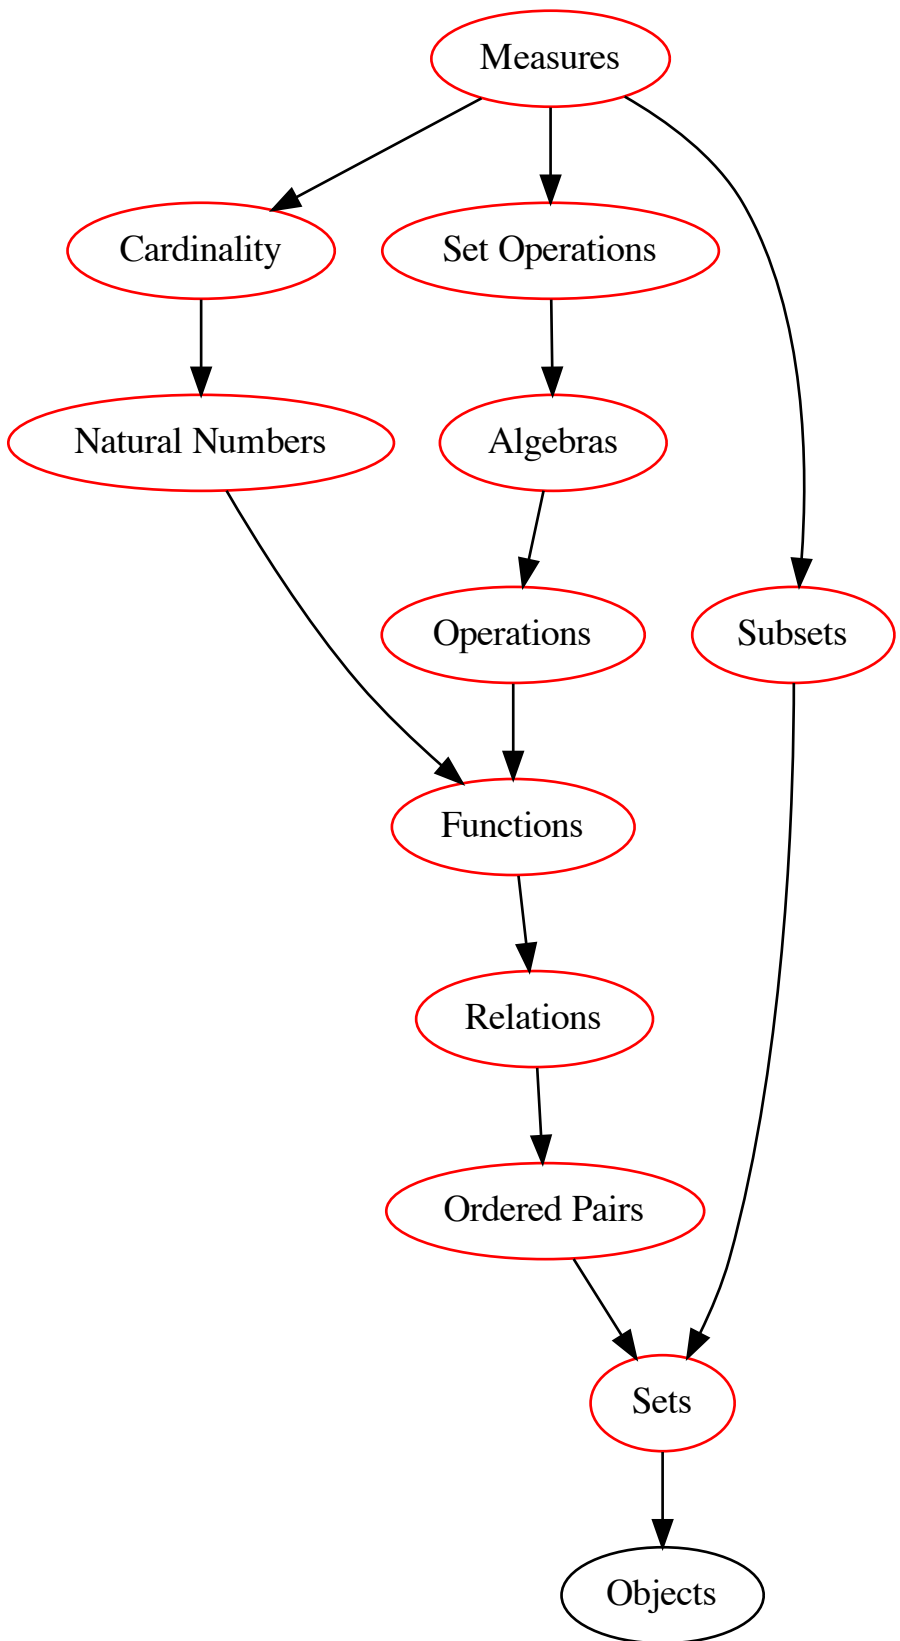 Measures
Cardinality
Set Operations
Natural Numbers
Algebras
Operations
Subsets
Functions
Relations
Ordered Pairs
Sets
Objects